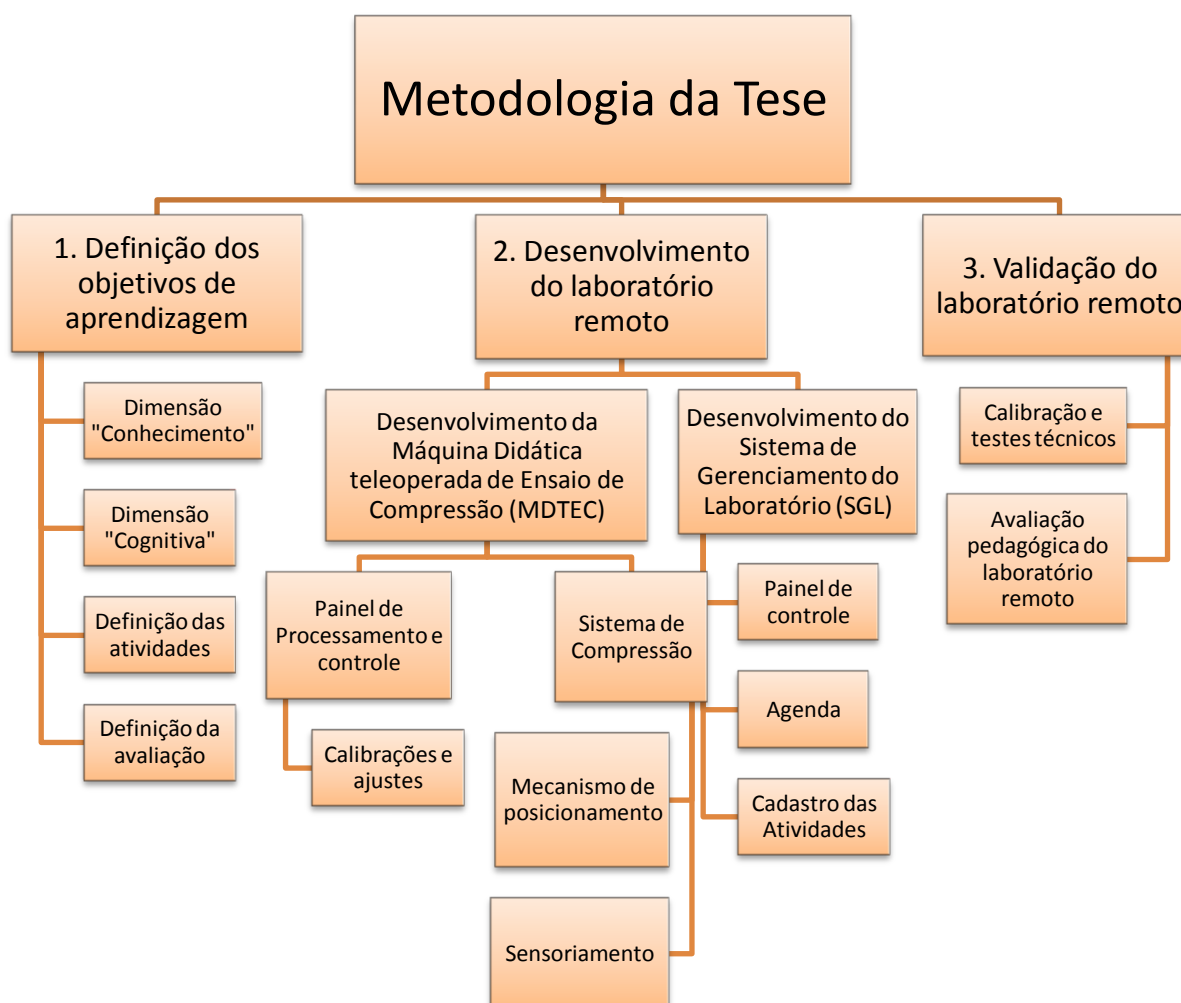 Metodologia da Tese
1. Definição dos
objetivos de
aprendizagem
Dimensão
"Conhecimento"
Dimensão
"Cognitiva"
Definição das
atividades
Definição da
avaliação
2. Desenvolvimento
do laboratório
remoto
Desenvolvimento da
Máquina Didática
teleoperada de Ensaio de
Compressão (MDTEC)
Painel de
Processamento e
controle
Calibrações e
ajustes
Sistema de
Compressão
Mecanismo de
posicionamento
Sensoriamento
Desenvolvimento do
Sistema de
Gerenciamento do
Laboratório (SGL)
Painel de
controle
Agenda
Cadastro das
Atividades
3. Validação do
laboratório remoto
Calibração e
testes técnicos
Avaliação
pedagógica do
laboratório
remoto